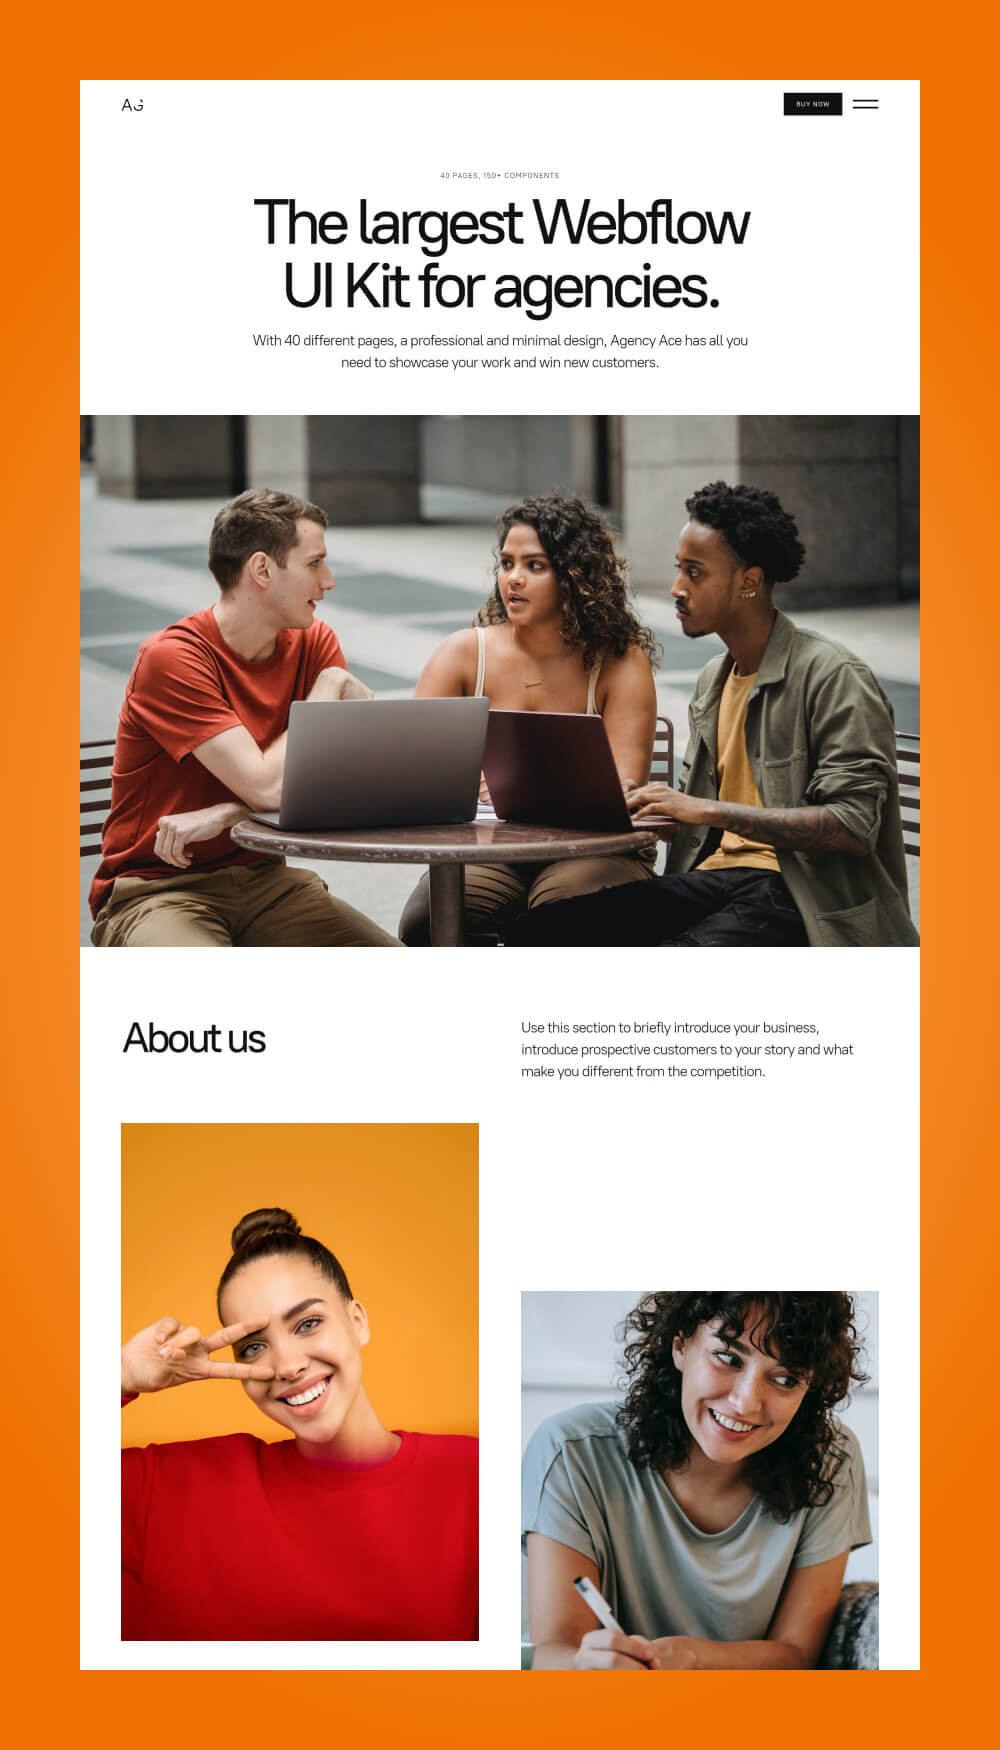 AG
BUY NOW
40 PAGES, 150+ COMPONENTS
The largest Webflow
UI Kit for agencies.
With 40 different pages, a professional and minimal design, Agency Ace has all you
need to showcase your work and win new customers.
About us
Use this section to briefly introduce your business,
introduce prospective customers to your story and what
make you different from the competition.